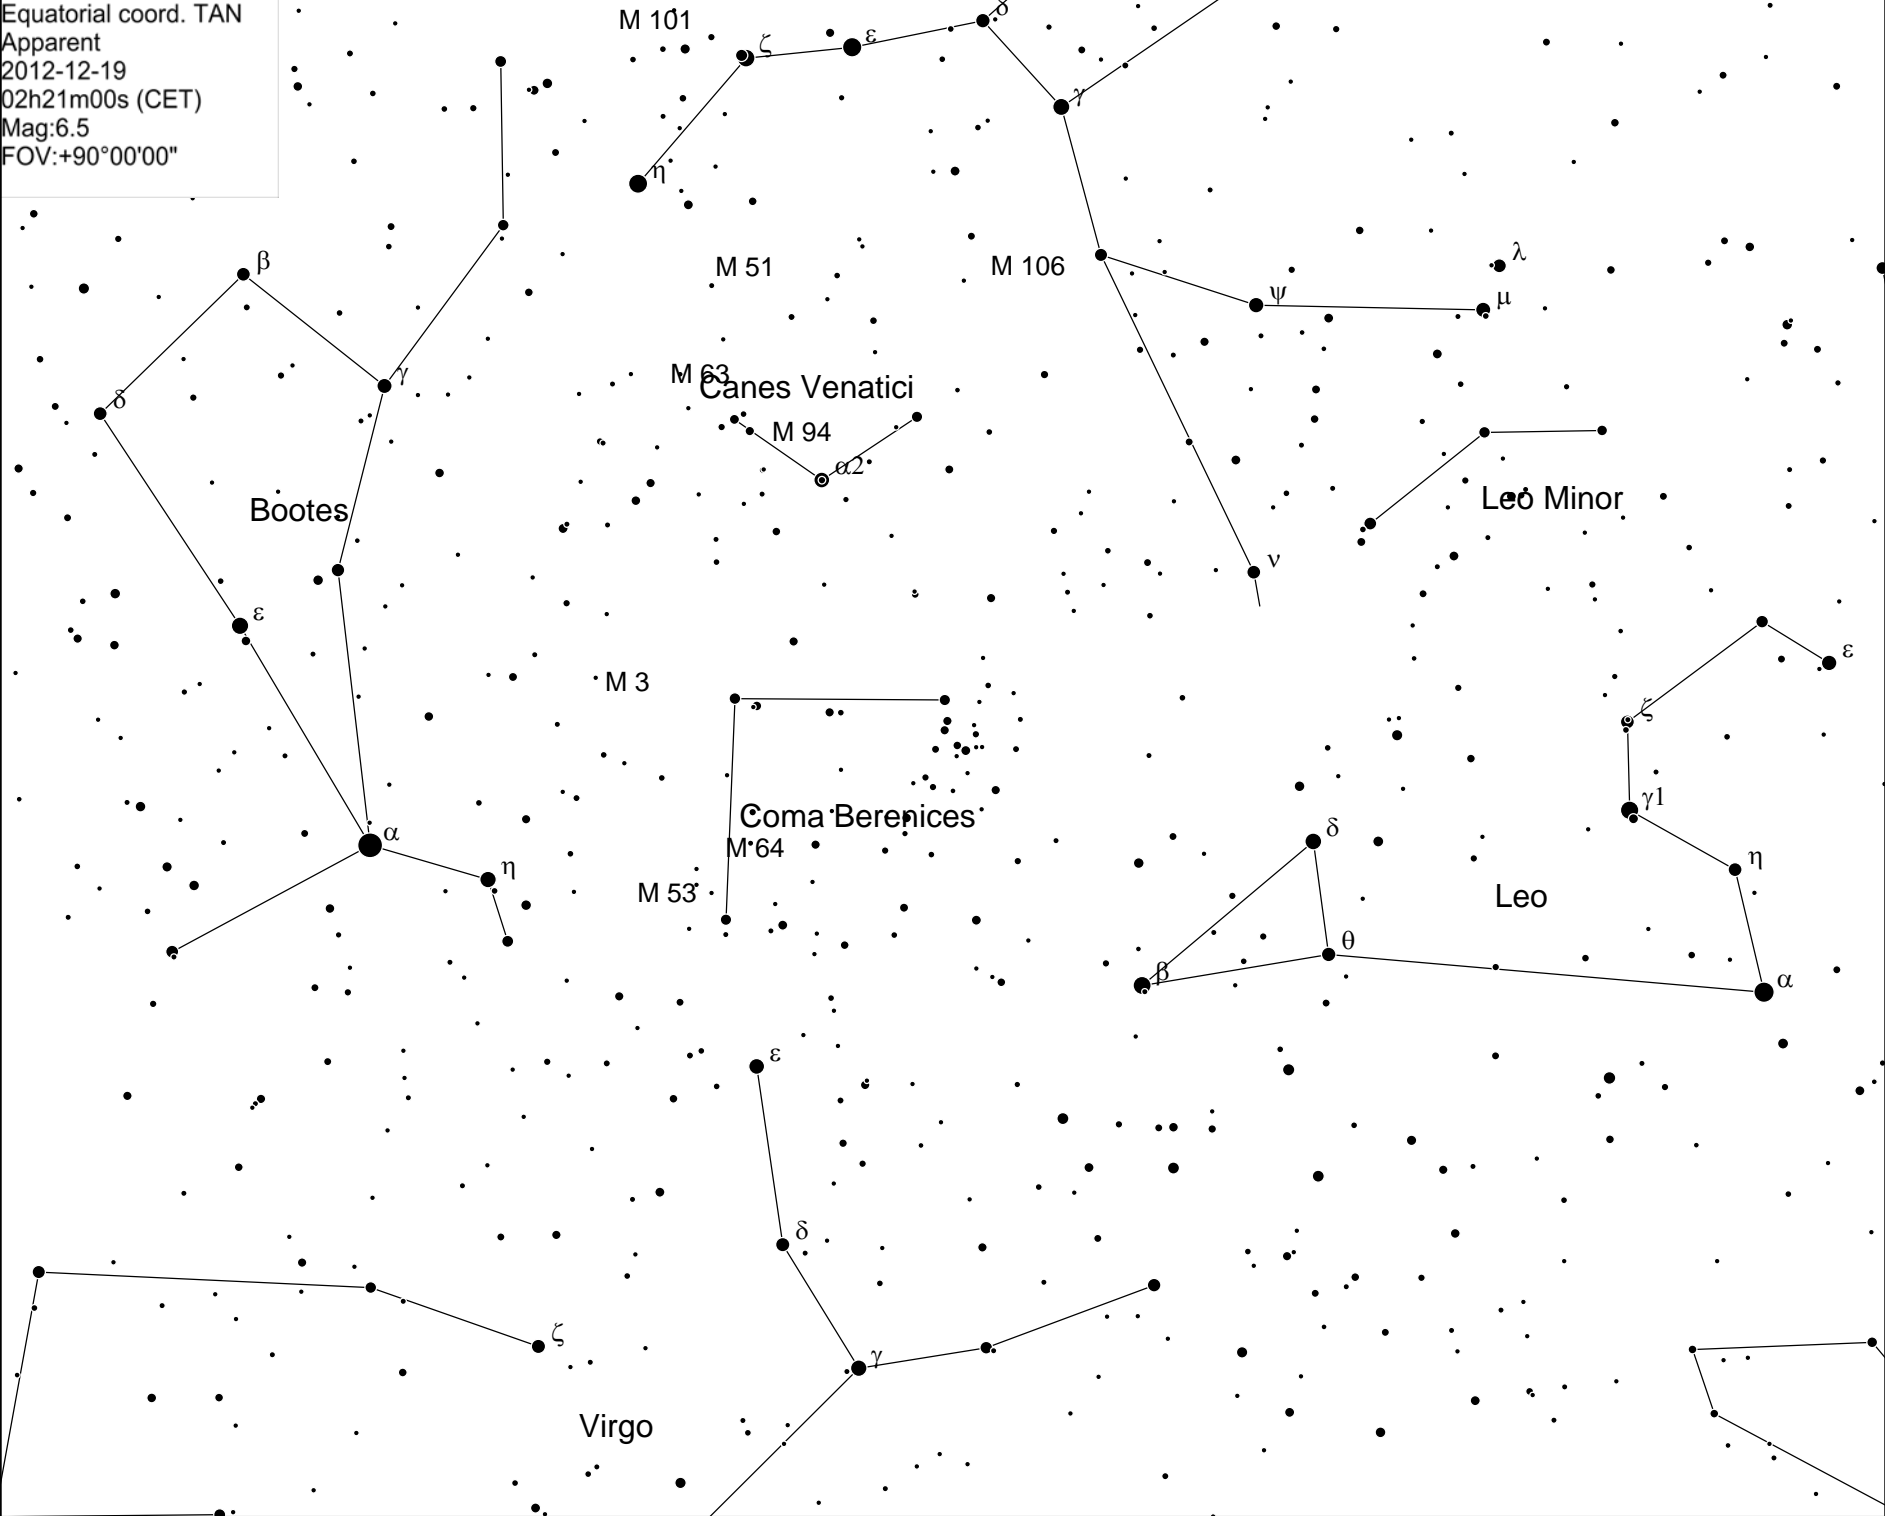 Equatorial coord. TAN
Apparent
2012-12-19
02h21m00s (CET)
Mag:6.5
FOV:+90°00'00"
M 101
ζ
ε
δ
γ
η
β
M 51
M 106
λ
ψ
μ
δ
γ
M 63
Canes Venatici
M 94
α2
Bootes
Leo Minor
ν
ε
ε
M 3
ζ
Coma Berenices
γ1
α
δ
M 64
η
η
M 53
Leo
θ
β
α
ε
δ
ζ
γ
Virgo